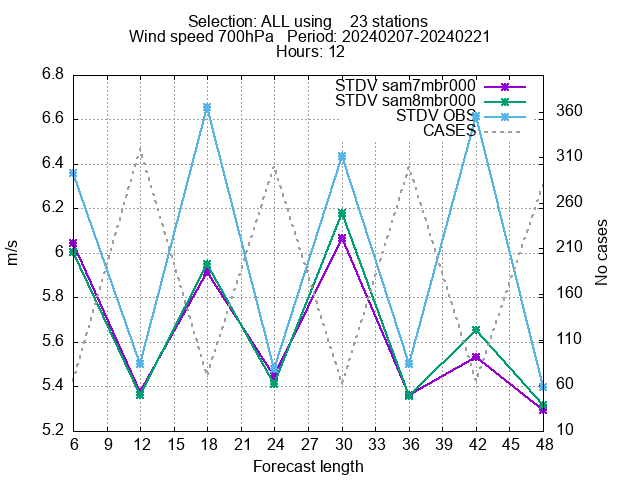 Selection: ALL using    23 stations
Wind speed 700hPa   Period: 20240207-20240221
Hours: 12
STDV sam7mbr000
STDV sam8mbr000
STDV OBS
CASES
6.8
6.6
6.4
6.2
6
5.8
5.6
5.4
5.2
m/s
360
310
260
210
160
110
60
10
No cases
6 9 12 15 18 21 24 27 30 33 36 39 42 45 48
Forecast length